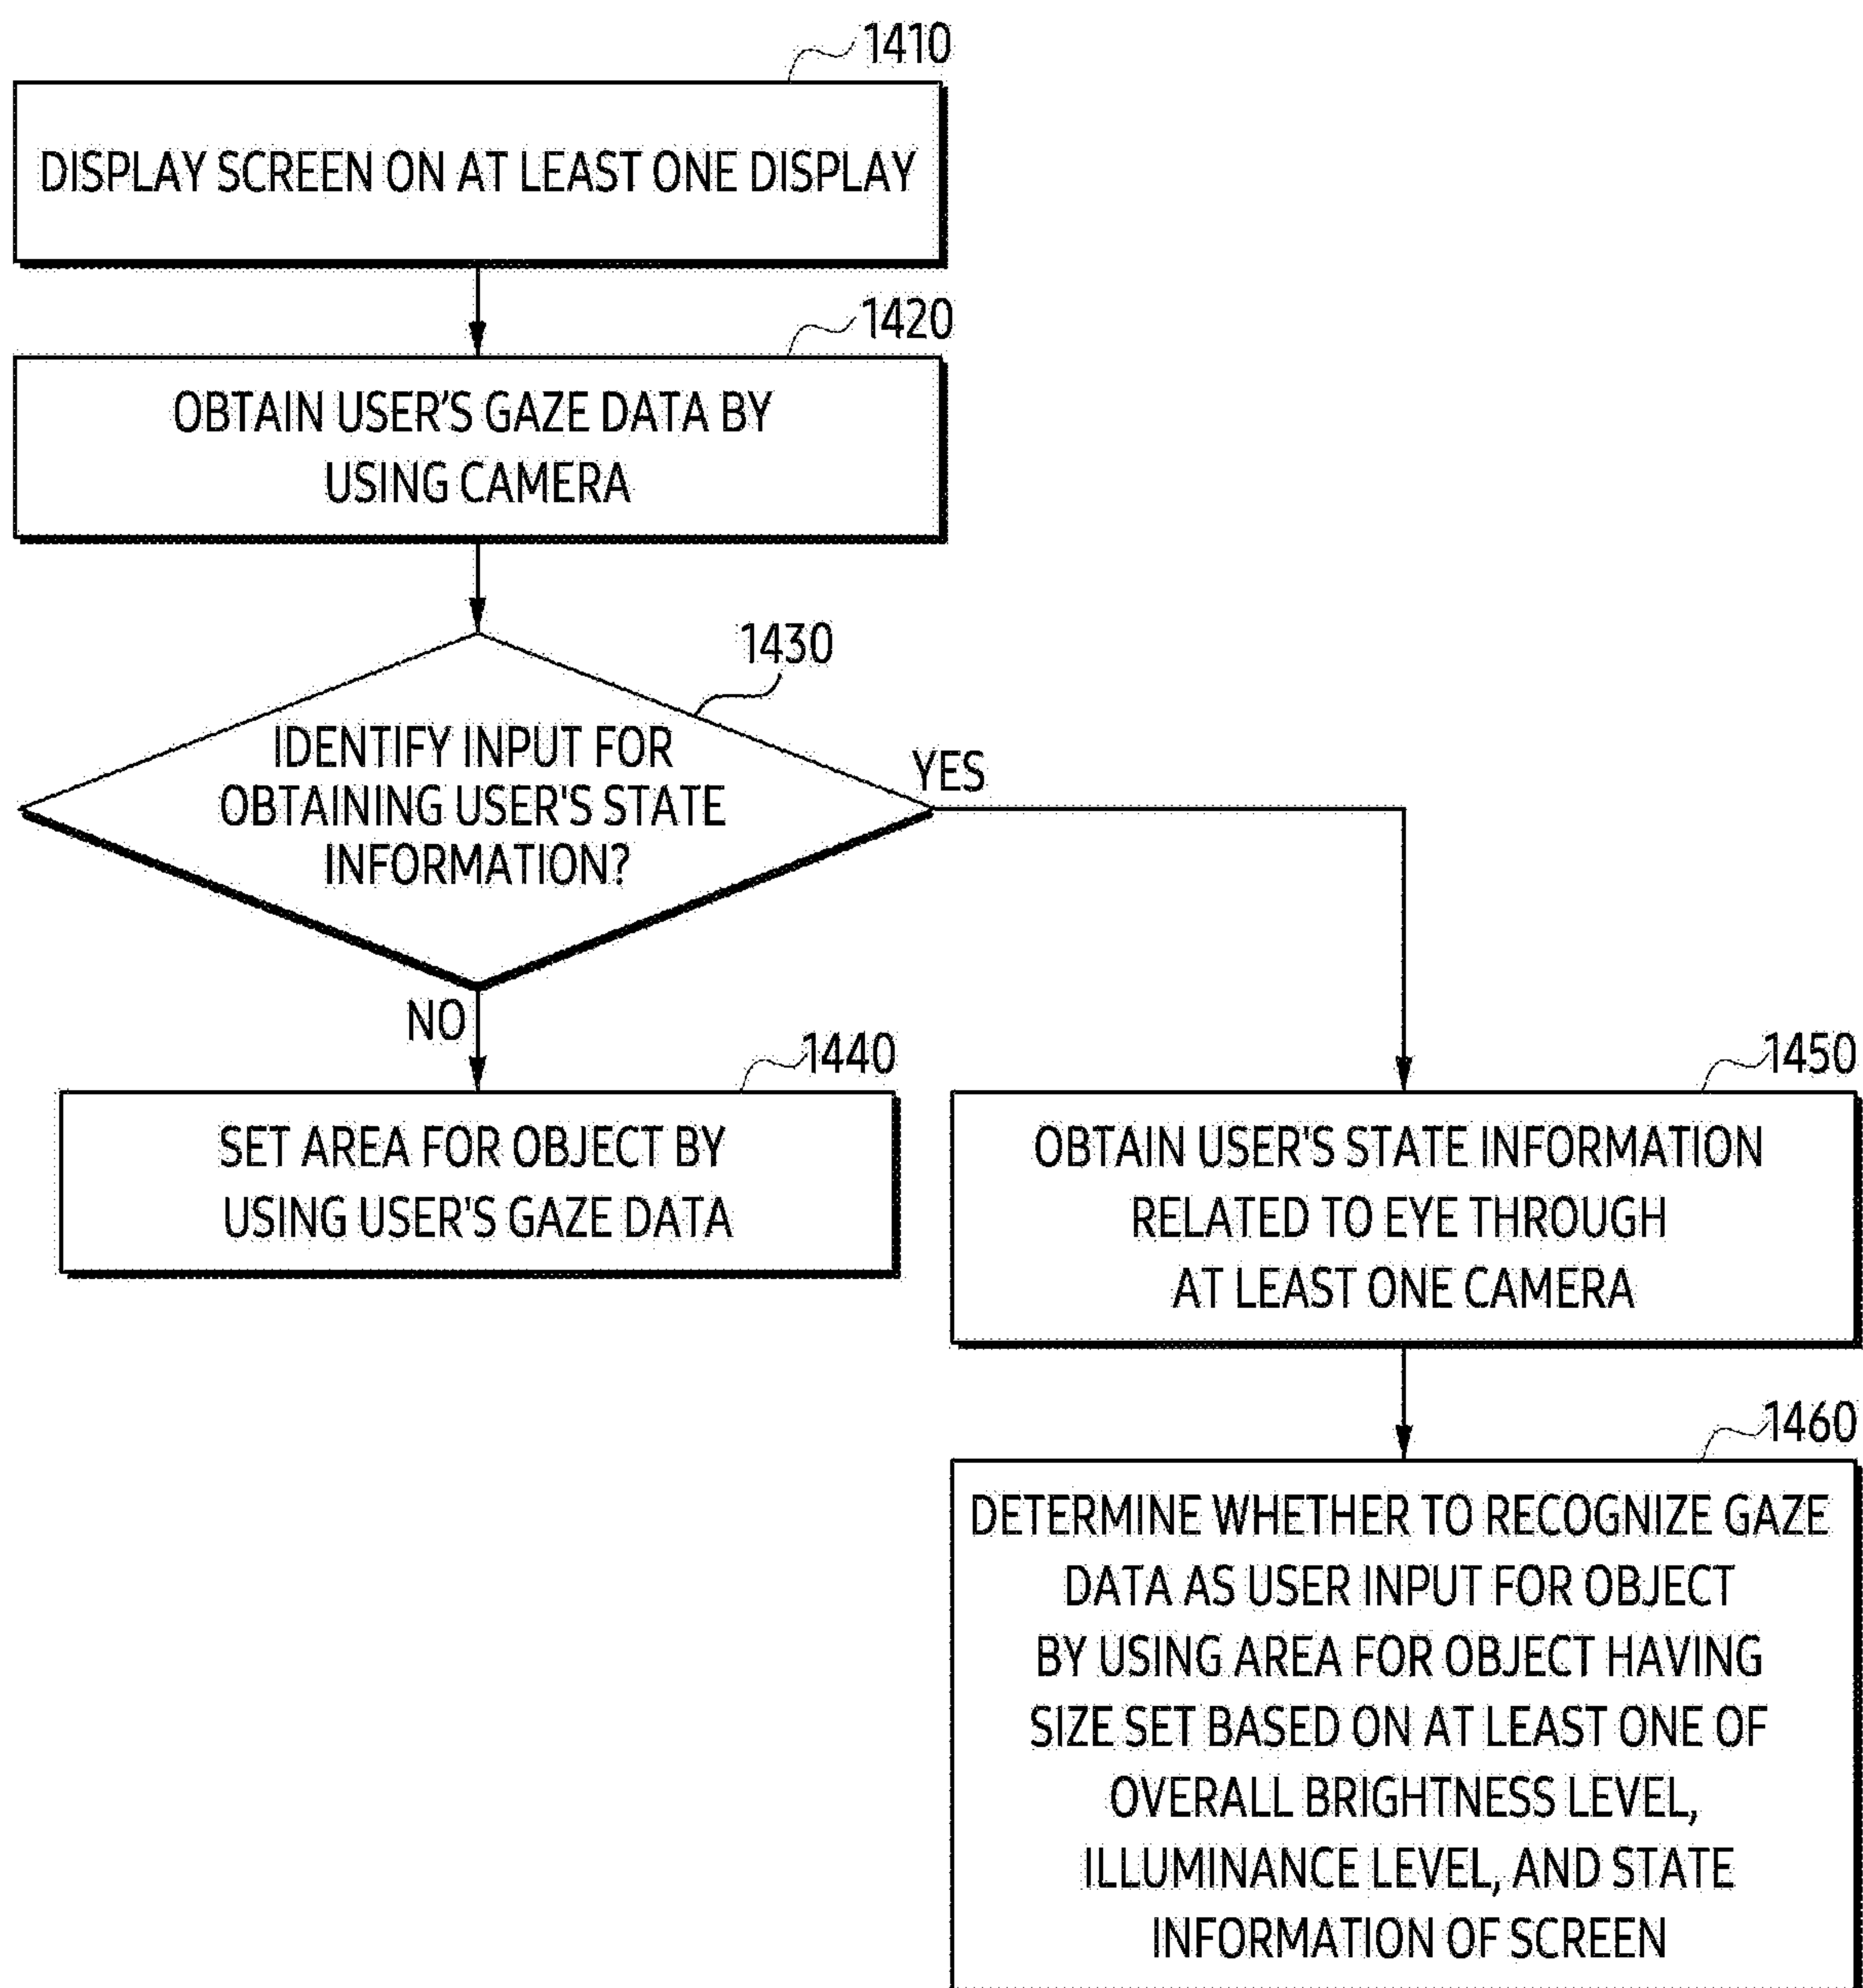 1410
DISPLAY SCREEN ON AT LEAST ONE DISPLAY
1420
OBTAIN USER'S GAZE DATA BY
USING CAMERA
1430
IDENTIFY INPUT FOR
OBTAINING USER'S STATE
INFORMATION?
YES
NO
1440
SET AREA FOR OBJECT BY
USING USER'S GAZE DATA
1450
OBTAIN USER'S STATE INFORMATION
RELATED TO EYE THROUGH
AT LEAST ONE CAMERA
1460
DETERMINE WHETHER TO RECOGNIZE GAZE
DATA AS USER INPUT FOR OBJECT
BY USING AREA FOR OBJECT HAVING
SIZE SET BASED ON AT LEAST ONE OF
OVERALL BRIGHTNESS LEVEL,
ILLUMINANCE LEVEL, AND STATE
INFORMATION OF SCREEN